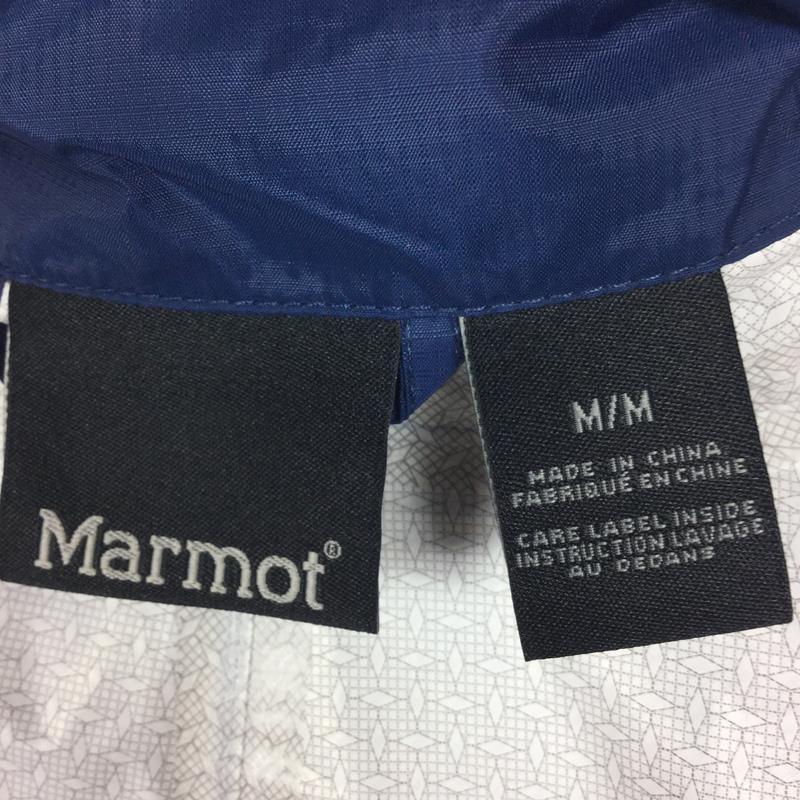 Marmot®
M/M
MADE IN CHINA
FABRIQUÉ EN CHINE
CARE LABEL INSIDE
INSTRUCTION LAVAGE
AU DEDANS